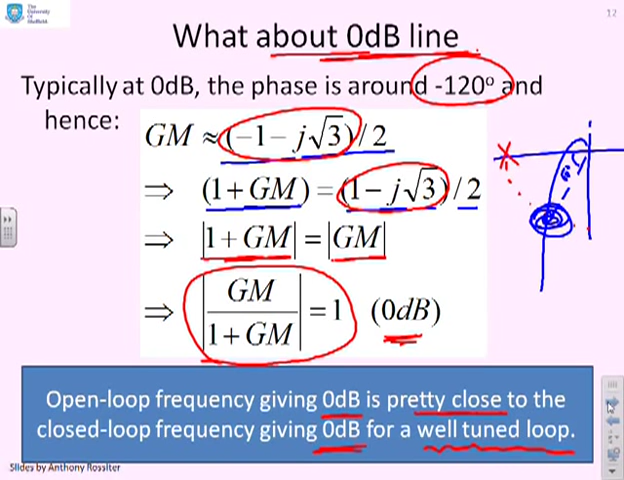 The
University
Of
Sheffield.
12
What about 0dB line
Typically at 0dB, the phase is around -120° and
hence:
GM ≈ (−1− j√3)/2
⇒ (1+GM) = (1− j√3)/2
⇒ |1+GM| = |GM|
⇒ |GM / 1+GM| = 1 (0dB)
Open-loop frequency giving 0dB is pretty close to the
closed-loop frequency giving 0dB for a well tuned loop.
Slides by Anthony Rossiter